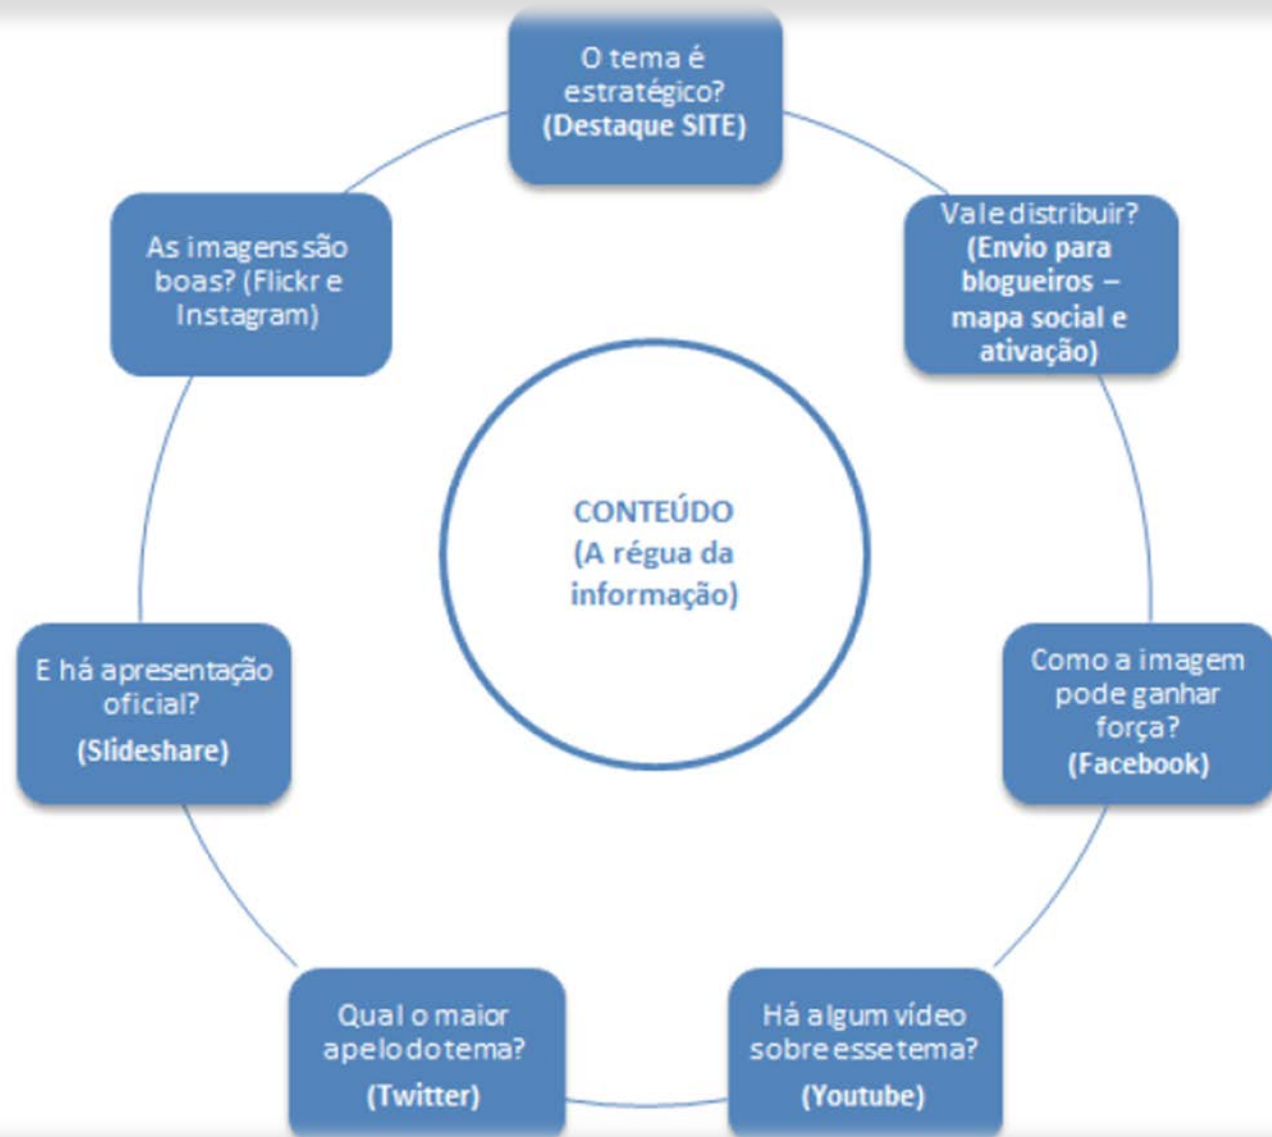 O tema é
estratégico?
(Destaque SITE)
Vale distribuir?
(Envio para
blogueiros –
mapa social e
ativação)
Como a imagem
pode ganhar
força?
(Facebook)
Há algum vídeo
sobre esse tema?
(Youtube)
Qual o maior
apelo do tema?
(Twitter)
E há apresentação
oficial?
(Slideshare)
As imagens são
boas? (Flickr e
Instagram)
CONTEÚDO
(A régua da
informação)